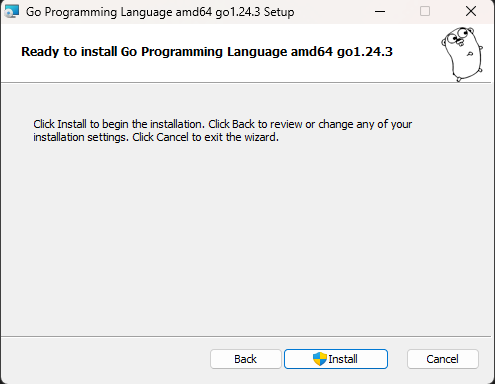 Go Programming Language amd64 go1.24.3 Setup
Ready to install Go Programming Language amd64 go1.24.3
Click Install to begin the installation. Click Back to review or change any of your
installation settings. Click Cancel to exit the wizard.
Back
Install
Cancel